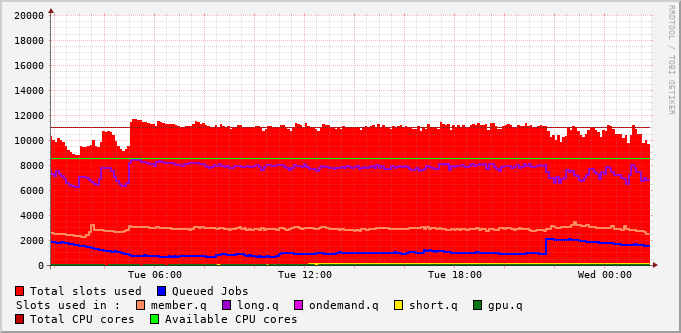 20000
18000
16000
14000
12000
10000
8000
6000
4000
2000
0
Tue 06:00 Tue 12:00 Tue 18:00 Wed 00:00
RRDTOOL / TOBI OETIKER
Total slots used Queued Jobs
Slots used in : member.q long.q ondemand.q short.q gpu.q
Total CPU cores Available CPU cores